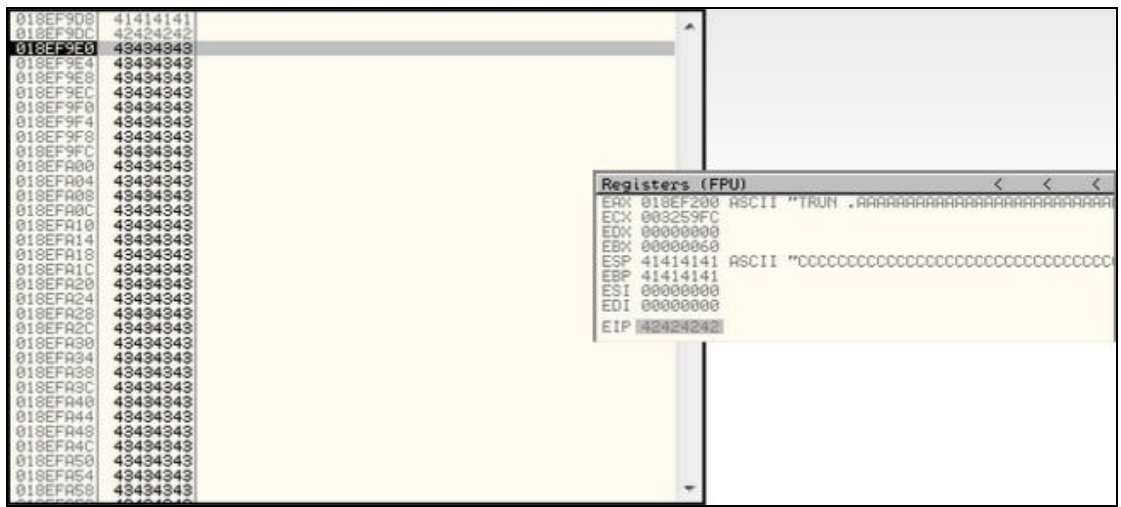 018EF9D8 41414141
018EF9DC 42424242
018EF9E0 43434343
018EF9E4 43434343
018EF9E8 43434343
018EF9EC 43434343
018EF9F0 43434343
018EF9F4 43434343
018EF9F8 43434343
018EF9FC 43434343
018EFA00 43434343
018EFA04 43434343
018EFA08 43434343
018EFA0C 43434343
018EFA10 43434343
018EFA14 43434343
018EFA18 43434343
018EFA1C 43434343
018EFA20 43434343
018EFA24 43434343
018EFA28 43434343
018EFA2C 43434343
018EFA30 43434343
018EFA34 43434343
018EFA38 43434343
018EFA3C 43434343
018EFA40 43434343
018EFA44 43434343
018EFA48 43434343
018EFA4C 43434343
018EFA50 43434343
018EFA54 43434343
018EFA58 43434343
Registers (FPU) < < <
EAX 018EF200 ASCII "TRUN .AAAAAAAAAAAAAAAAAAAAAAAAAAAAAA
ECX 003259FC
EDX 00000000
EBX 00000060
ESP 41414141 ASCII "CCCCCCCCCCCCCCCCCCCCCCCCCCCCCCCCCCC
EBP 41414141
ESI 00000000
EDI 00000000
EIP 42424242